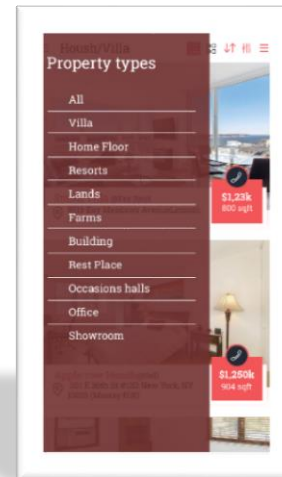 Housh/Villa
Property types
All
Villa
Home Floor
Resorts
Lands
Farms
Building
Rest Place
Occasions halls
Office
Showroom
$1,23k
800 sqft
$1,250k
904 sqft